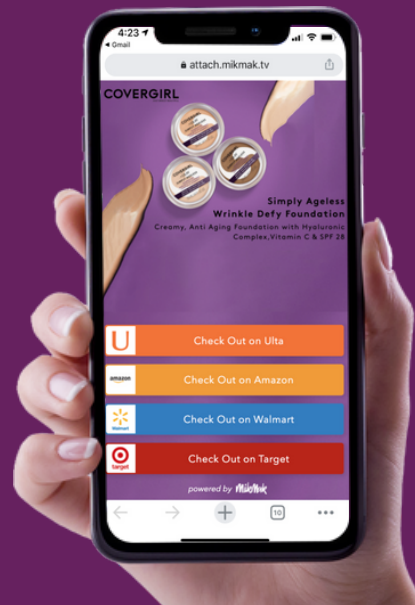 4:23
Gmail
attach.mikmak.tv
COVERGIRL
COVERGIRL
Simply Ageless
Wrinkle Defy Foundation
Creamy, Anti Aging Foundation with Hyaluronic
Complex,Vitamin C & SPF 28
U
Check Out on Ulta
amazon
Check Out on Amazon
Walmart
Check Out on Walmart
target
Check Out on Target
powered by MikMak
10